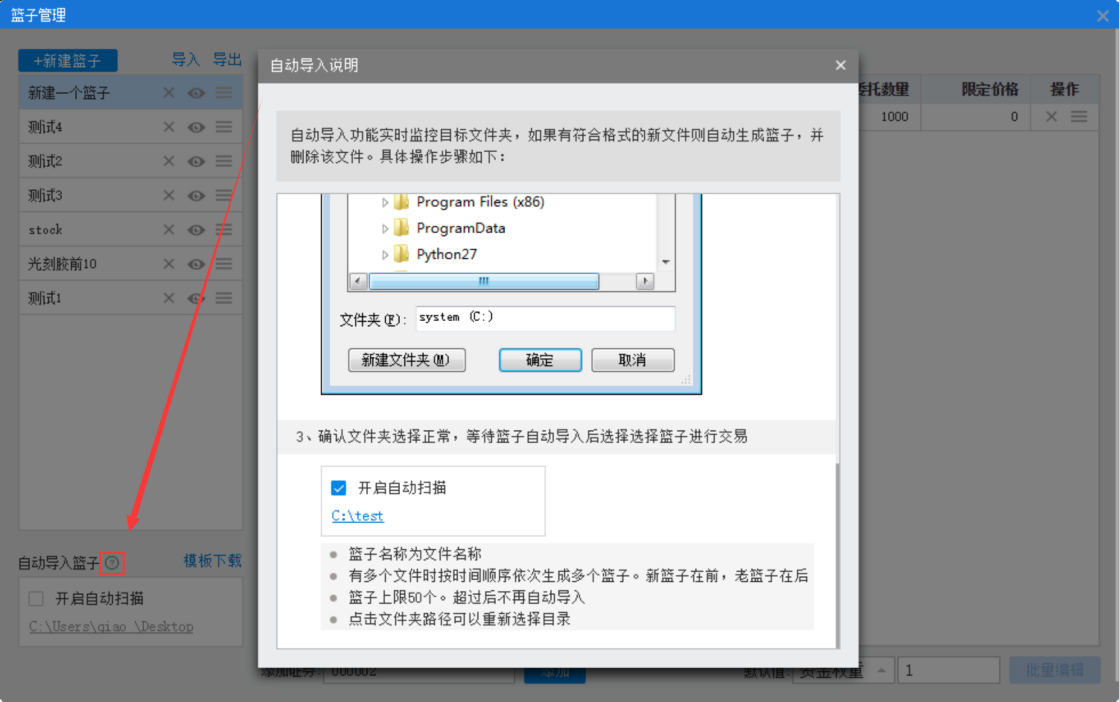 篮子管理
+新建篮子 导入 导出
新建一个篮子
测试4
测试2
测试3
stock
光刻胶前10
测试1
自动导入篮子 模板下载
开启自动扫描
C:\Users\qiao \Desktop
自动导入说明
自动导入功能实时监控目标文件夹，如果有符合格式的新文件则自动生成篮子，并
删除该文件。具体操作步骤如下：
Program Files (x86)
ProgramData
Python27
文件夹(F): system (C:)
新建文件夹(M) 确定 取消
3、确认文件夹选择正常，等待篮子自动导入后选择选择篮子进行交易
开启自动扫描
C:\test
篮子名称为文件名称
有多个文件时按时间顺序依次生成多个篮子。新篮子在前，老篮子在后
篮子上限50个。超过后不再自动导入
点击文件夹路径可以重新选择目录
委托数量 限定价格 操作
1000 0
添加证券: 000002 添加 默认值: 资金权重 1 批量编辑